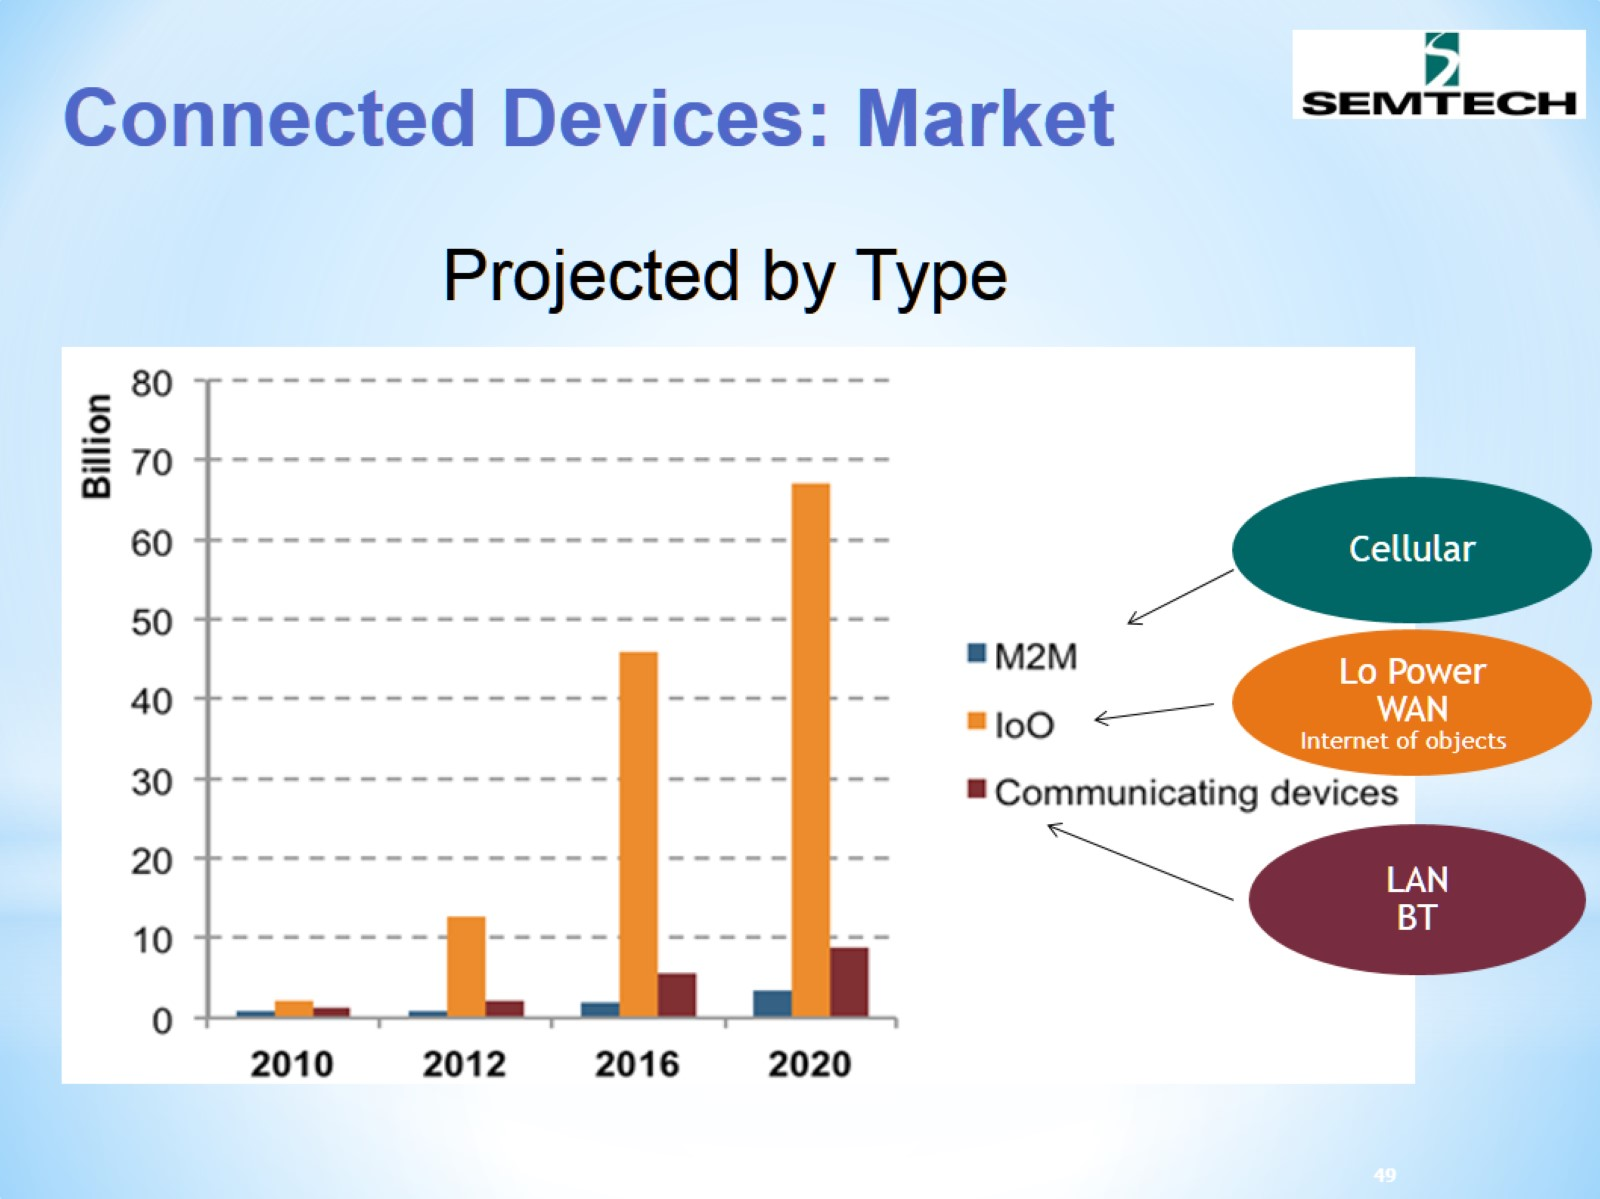 SEMTECH
Connected Devices: Market
Projected by Type
Billion
80
70
60
50
40
30
20
10
0
2010 2012 2016 2020
M2M
IoO
Communicating devices
Cellular
Lo Power
WAN
Internet of objects
LAN
BT
49